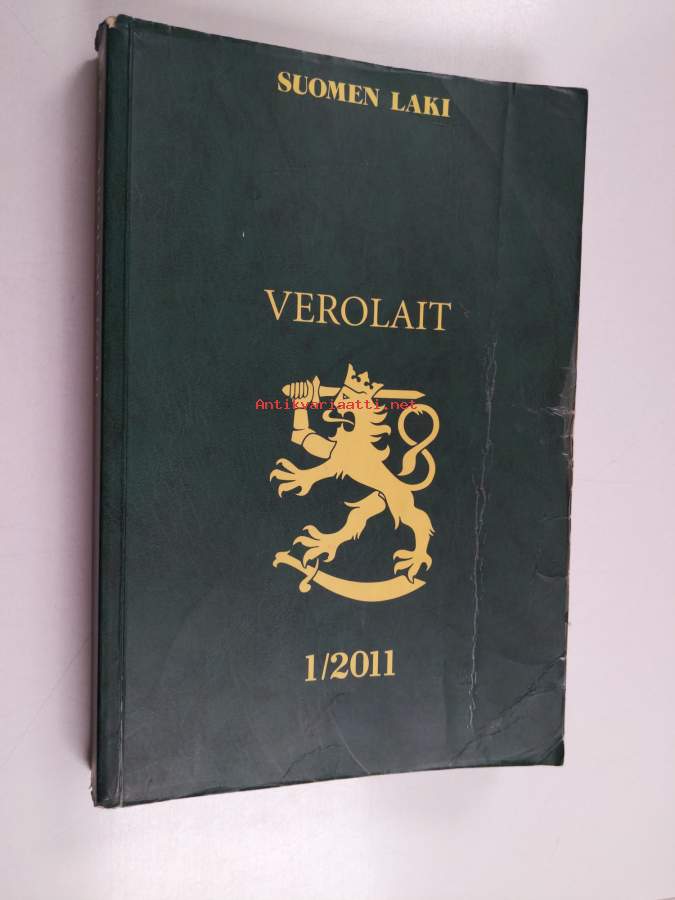 SUOMEN LAKI
VEROLAIT
Antikvariaatti.net
1/2011